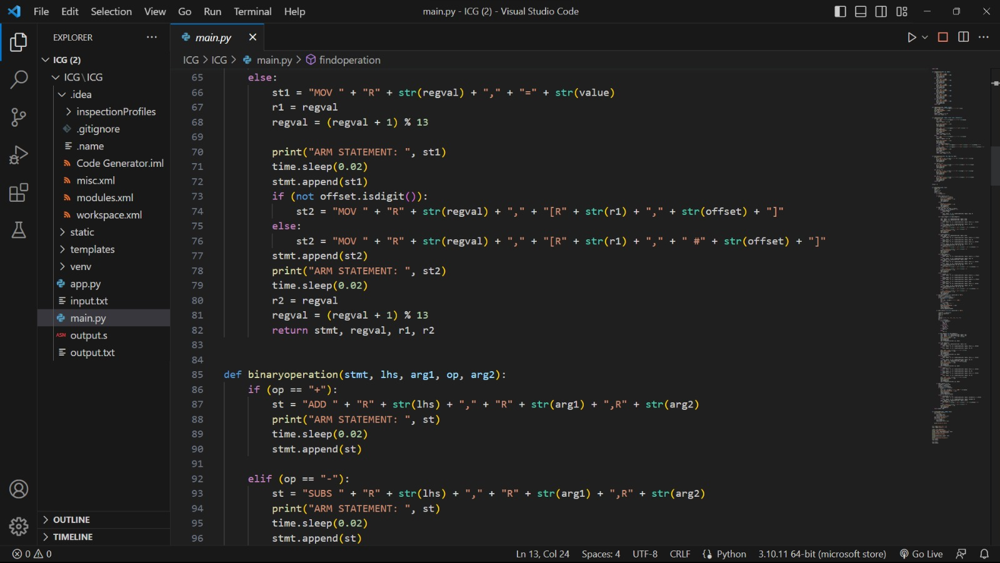 File Edit Selection View Go Run Terminal Help
main.py - ICG (2) - Visual Studio Code
EXPLORER
ICG (2)
ICG\ICG
.idea
inspectionProfiles
.gitignore
.name
Code Generator.iml
misc.xml
modules.xml
workspace.xml
static
templates
venv
app.py
input.txt
main.py
ASM output.s
output.txt
OUTLINE
TIMELINE
main.py
ICG > ICG > main.py > findoperation
65 else:
66 st1 = "MOV " + "R" + str(regval) + "," + "=" + str(value)
67 r1 = regval
68 regval = (regval + 1) % 13
69
70 print("ARM STATEMENT: ", st1)
71 time.sleep(0.02)
72 stmt.append(st1)
73 if (not offset.isdigit()):
74 st2 = "MOV " + "R" + str(regval) + "," + "[R" + str(r1) + "," + str(offset) + "]"
75 else:
76 st2 = "MOV " + "R" + str(regval) + "," + "[R" + str(r1) + "," + " #" + str(offset) + "]"
77 stmt.append(st2)
78 print("ARM STATEMENT: ", st2)
79 time.sleep(0.02)
80 r2 = regval
81 regval = (regval + 1) % 13
82 return stmt, regval, r1, r2
83
84
85 def binaryoperation(stmt, lhs, arg1, op, arg2):
86 if (op == "+"):
87 st = "ADD " + "R" + str(lhs) + "," + "R" + str(arg1) + ",R" + str(arg2)
88 print("ARM STATEMENT: ", st)
89 time.sleep(0.02)
90 stmt.append(st)
91
92 elif (op == "-"):
93 st = "SUBS " + "R" + str(lhs) + "," + "R" + str(arg1) + ",R" + str(arg2)
94 print("ARM STATEMENT: ", st)
95 time.sleep(0.02)
96 stmt.append(st)
0 0
Ln 13, Col 24 Spaces: 4 UTF-8 CRLF Python 3.10.11 64-bit (microsoft store) Go Live